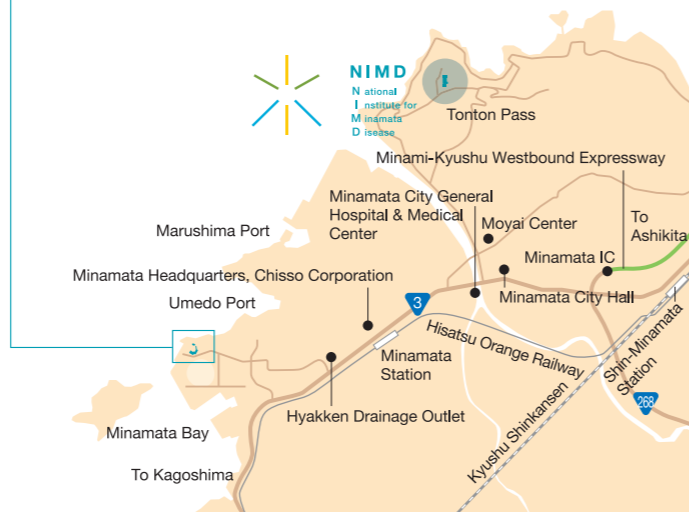 NIMD
National
Institute for
Minamata
Disease
Tonton Pass
Minami-Kyushu Westbound Expressway
Minamata City General
Hospital & Medical
Center
Moyai Center
To
Ashikita
Marushima Port
Minamata IC
Minamata Headquarters, Chisso Corporation
Minamata City Hall
Umedo Port
3
Hisatsu Orange Railway
Shin-Minamata
Station
Minamata
Station
268
Hyakken Drainage Outlet
Kyushu Shinkansen
Minamata Bay
To Kagoshima